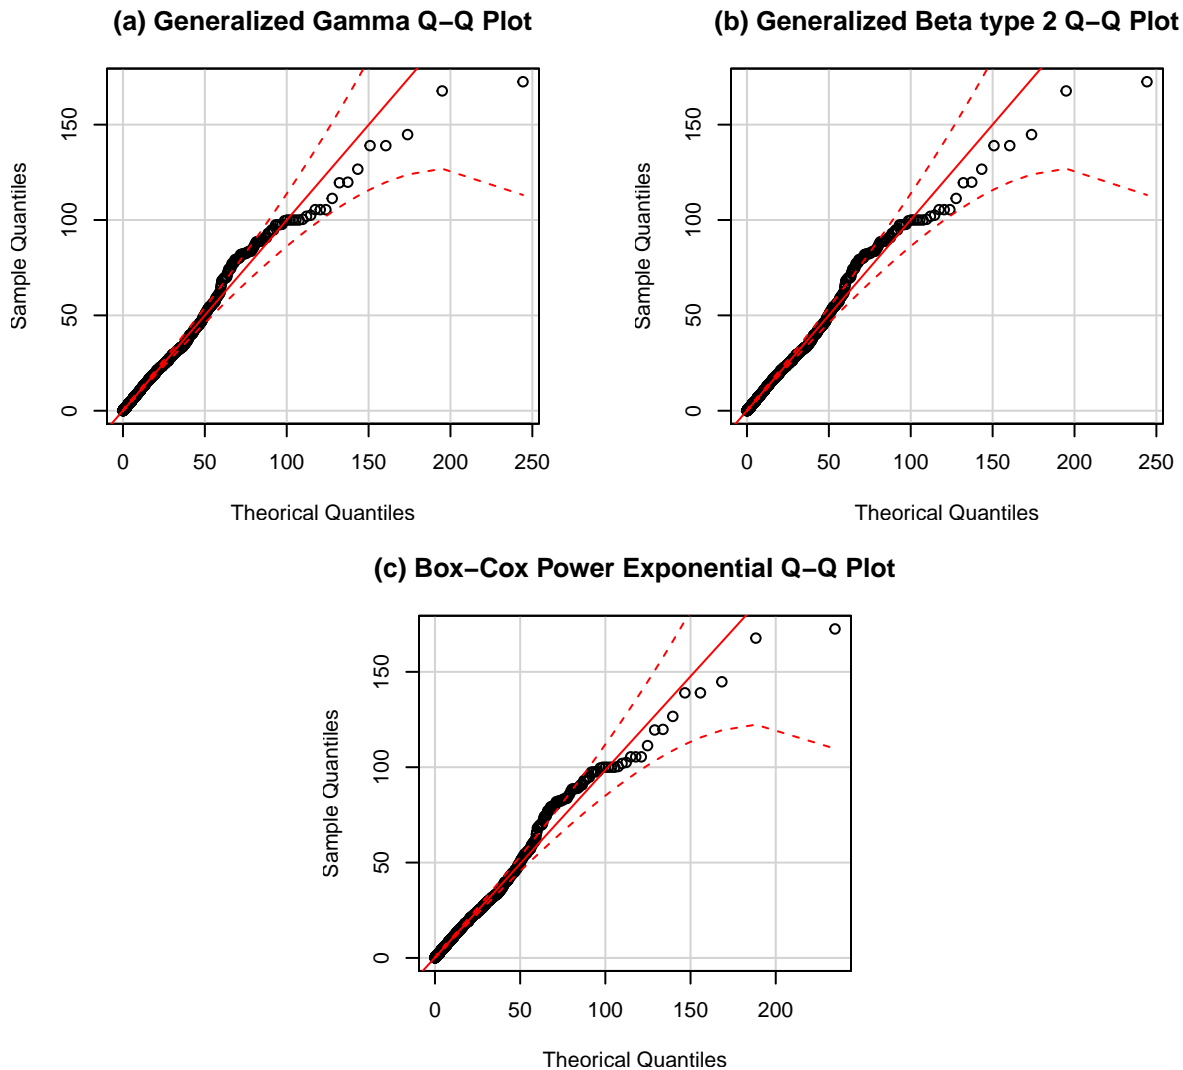 (a) Generalized Gamma Q−Q Plot
Sample Quantiles
150
100
50
0
0 50 100 150 200 250
Theorical Quantiles
(b) Generalized Beta type 2 Q−Q Plot
Sample Quantiles
150
100
50
0
0 50 100 150 200 250
Theorical Quantiles
(c) Box−Cox Power Exponential Q−Q Plot
Sample Quantiles
150
100
50
0
0 50 100 150 200
Theorical Quantiles